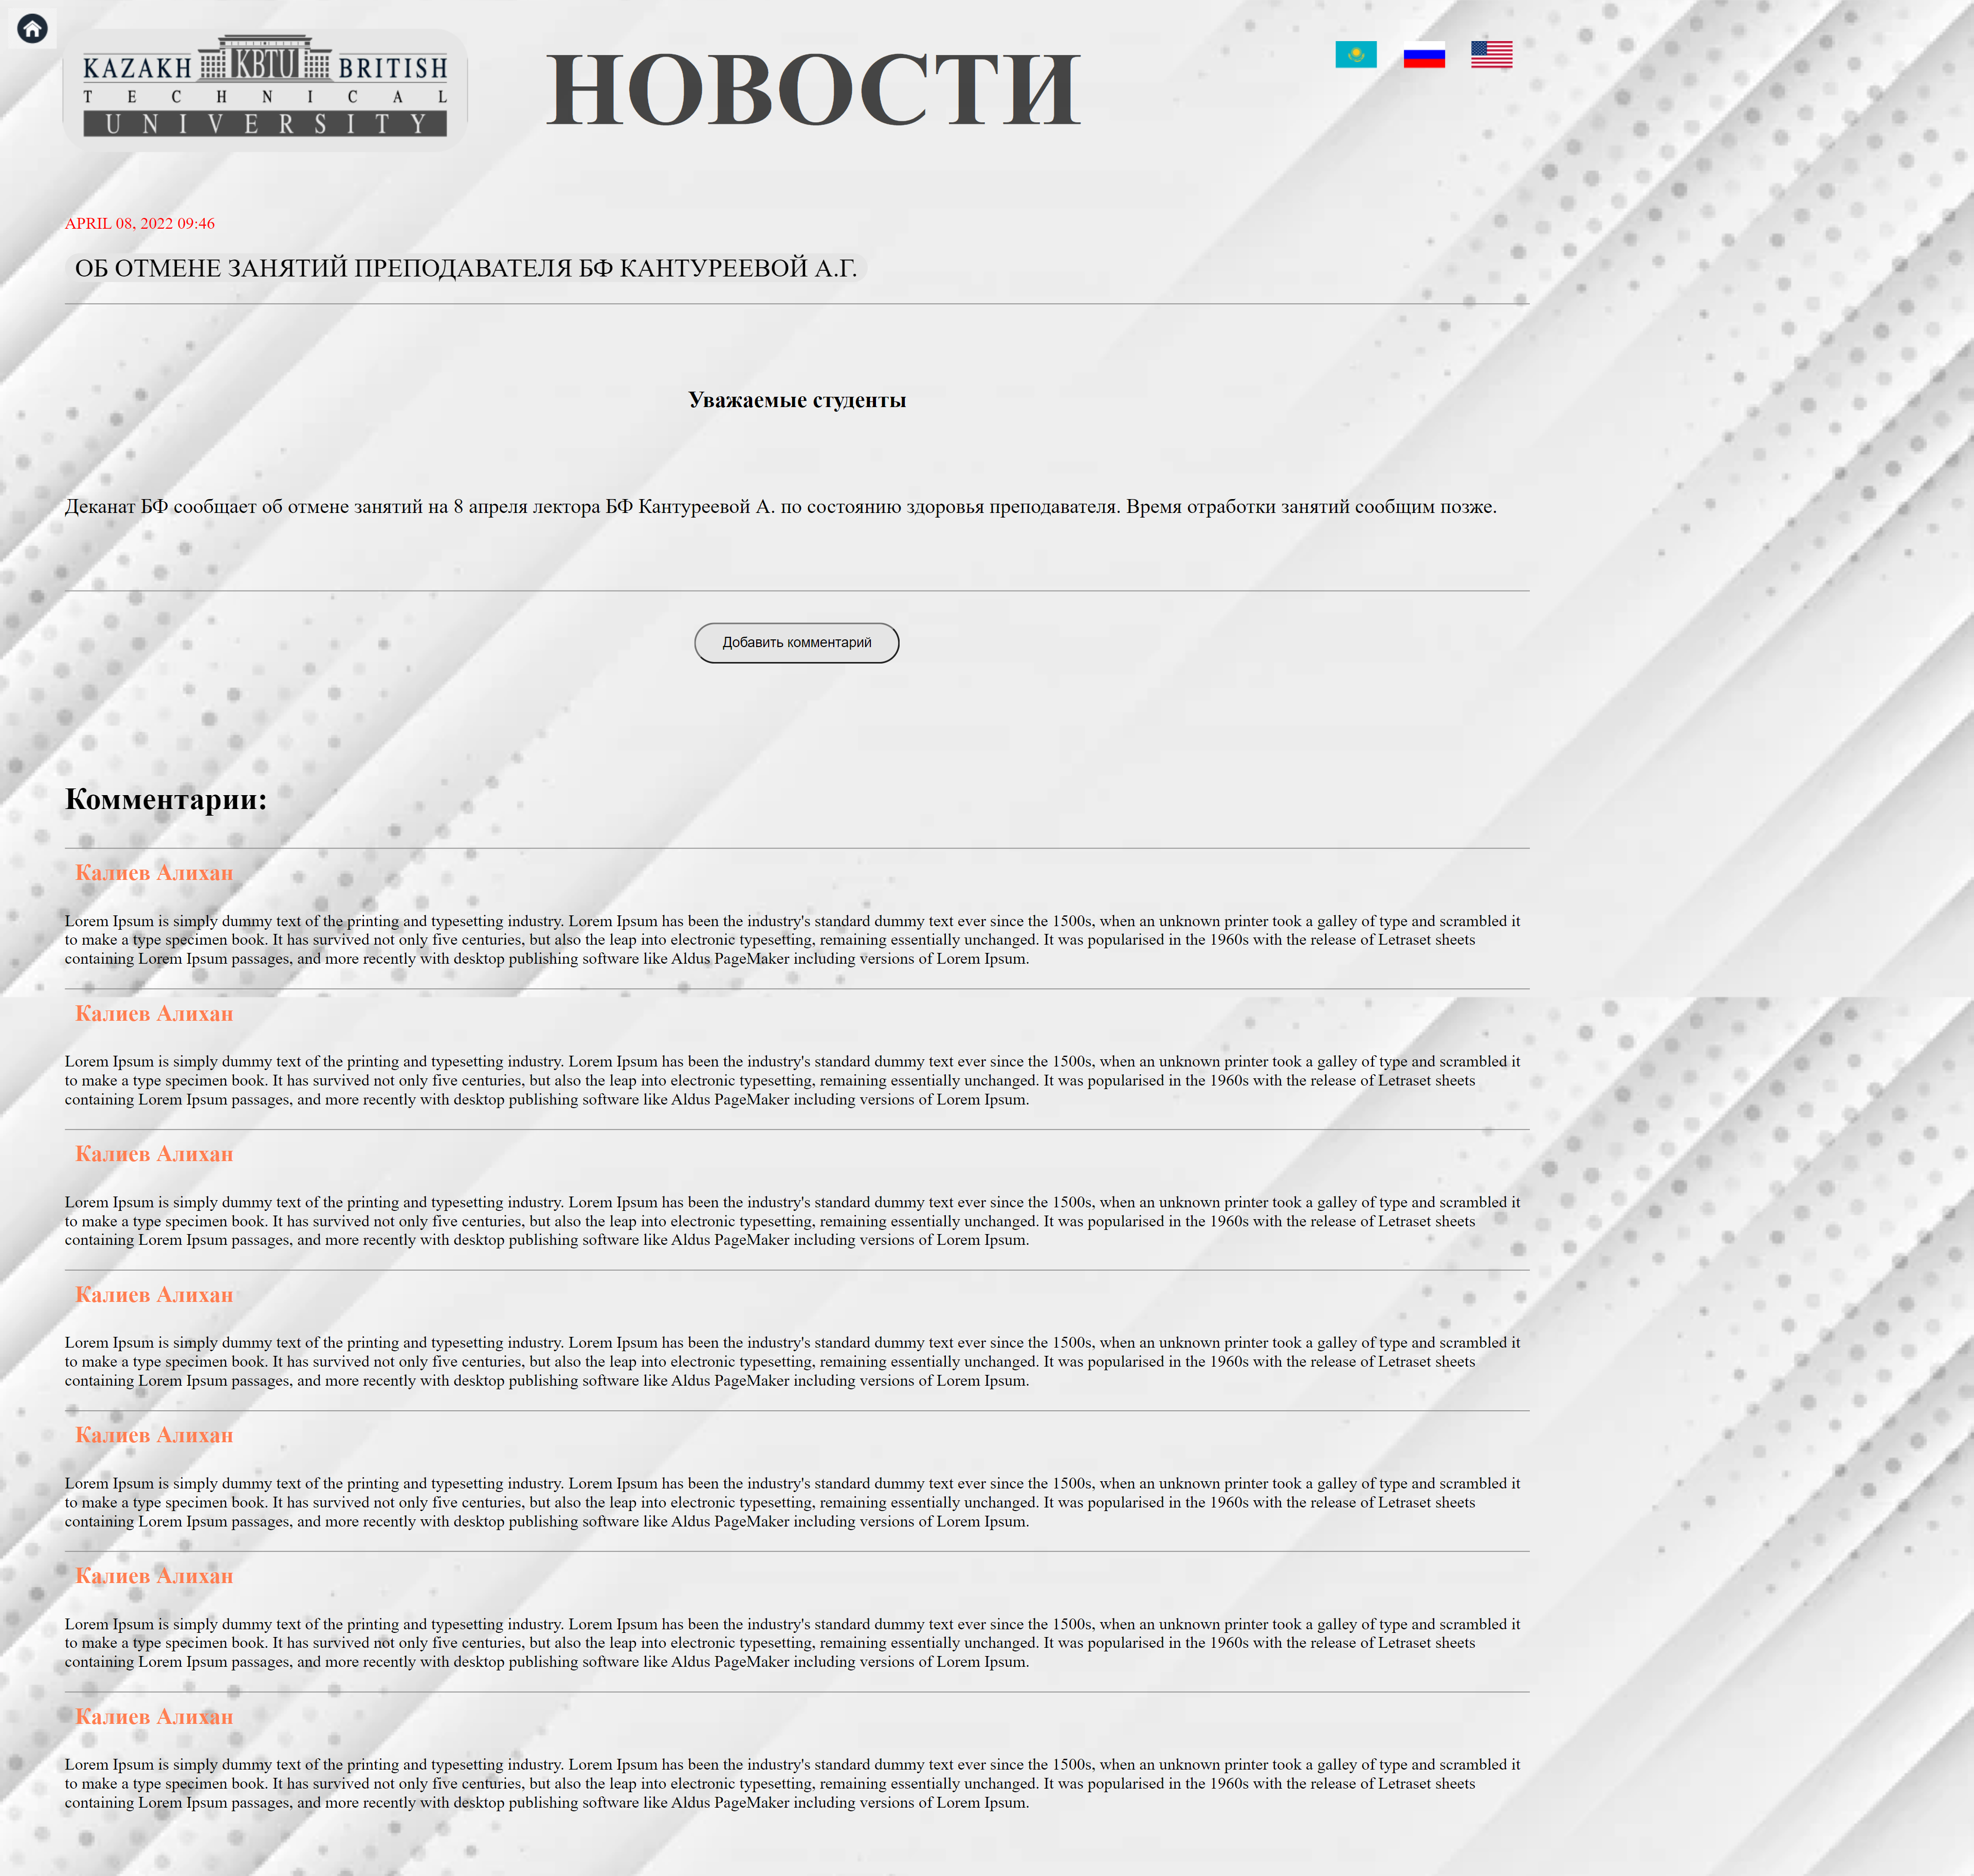 KAZAKH KBTU BRITISH
TECHNICAL
UNIVERSITY
НОВОСТИ
APRIL 08, 2022 09:46
ОБ ОТМЕНЕ ЗАНЯТИЙ ПРЕПОДАВАТЕЛЯ БФ КАНТУРЕЕВОЙ А.Г.
Уважаемые студенты
Деканат БФ сообщает об отмене занятий на 8 апреля лектора БФ Кантуреевой А. по состоянию здоровья преподавателя. Время отработки занятий сообщим позже.
Добавить комментарий
Комментарии:
Калиев Алихан
Lorem Ipsum is simply dummy text of the printing and typesetting industry. Lorem Ipsum has been the industry's standard dummy text ever since the 1500s, when an unknown printer took a galley of type and scrambled it
to make a type specimen book. It has survived not only five centuries, but also the leap into electronic typesetting, remaining essentially unchanged. It was popularised in the 1960s with the release of Letraset sheets
containing Lorem Ipsum passages, and more recently with desktop publishing software like Aldus PageMaker including versions of Lorem Ipsum.
Калиев Алихан
Lorem Ipsum is simply dummy text of the printing and typesetting industry. Lorem Ipsum has been the industry's standard dummy text ever since the 1500s, when an unknown printer took a galley of type and scrambled it
to make a type specimen book. It has survived not only five centuries, but also the leap into electronic typesetting, remaining essentially unchanged. It was popularised in the 1960s with the release of Letraset sheets
containing Lorem Ipsum passages, and more recently with desktop publishing software like Aldus PageMaker including versions of Lorem Ipsum.
Калиев Алихан
Lorem Ipsum is simply dummy text of the printing and typesetting industry. Lorem Ipsum has been the industry's standard dummy text ever since the 1500s, when an unknown printer took a galley of type and scrambled it
to make a type specimen book. It has survived not only five centuries, but also the leap into electronic typesetting, remaining essentially unchanged. It was popularised in the 1960s with the release of Letraset sheets
containing Lorem Ipsum passages, and more recently with desktop publishing software like Aldus PageMaker including versions of Lorem Ipsum.
Калиев Алихан
Lorem Ipsum is simply dummy text of the printing and typesetting industry. Lorem Ipsum has been the industry's standard dummy text ever since the 1500s, when an unknown printer took a galley of type and scrambled it
to make a type specimen book. It has survived not only five centuries, but also the leap into electronic typesetting, remaining essentially unchanged. It was popularised in the 1960s with the release of Letraset sheets
containing Lorem Ipsum passages, and more recently with desktop publishing software like Aldus PageMaker including versions of Lorem Ipsum.
Калиев Алихан
Lorem Ipsum is simply dummy text of the printing and typesetting industry. Lorem Ipsum has been the industry's standard dummy text ever since the 1500s, when an unknown printer took a galley of type and scrambled it
to make a type specimen book. It has survived not only five centuries, but also the leap into electronic typesetting, remaining essentially unchanged. It was popularised in the 1960s with the release of Letraset sheets
containing Lorem Ipsum passages, and more recently with desktop publishing software like Aldus PageMaker including versions of Lorem Ipsum.
Калиев Алихан
Lorem Ipsum is simply dummy text of the printing and typesetting industry. Lorem Ipsum has been the industry's standard dummy text ever since the 1500s, when an unknown printer took a galley of type and scrambled it
to make a type specimen book. It has survived not only five centuries, but also the leap into electronic typesetting, remaining essentially unchanged. It was popularised in the 1960s with the release of Letraset sheets
containing Lorem Ipsum passages, and more recently with desktop publishing software like Aldus PageMaker including versions of Lorem Ipsum.
Калиев Алихан
Lorem Ipsum is simply dummy text of the printing and typesetting industry. Lorem Ipsum has been the industry's standard dummy text ever since the 1500s, when an unknown printer took a galley of type and scrambled it
to make a type specimen book. It has survived not only five centuries, but also the leap into electronic typesetting, remaining essentially unchanged. It was popularised in the 1960s with the release of Letraset sheets
containing Lorem Ipsum passages, and more recently with desktop publishing software like Aldus PageMaker including versions of Lorem Ipsum.